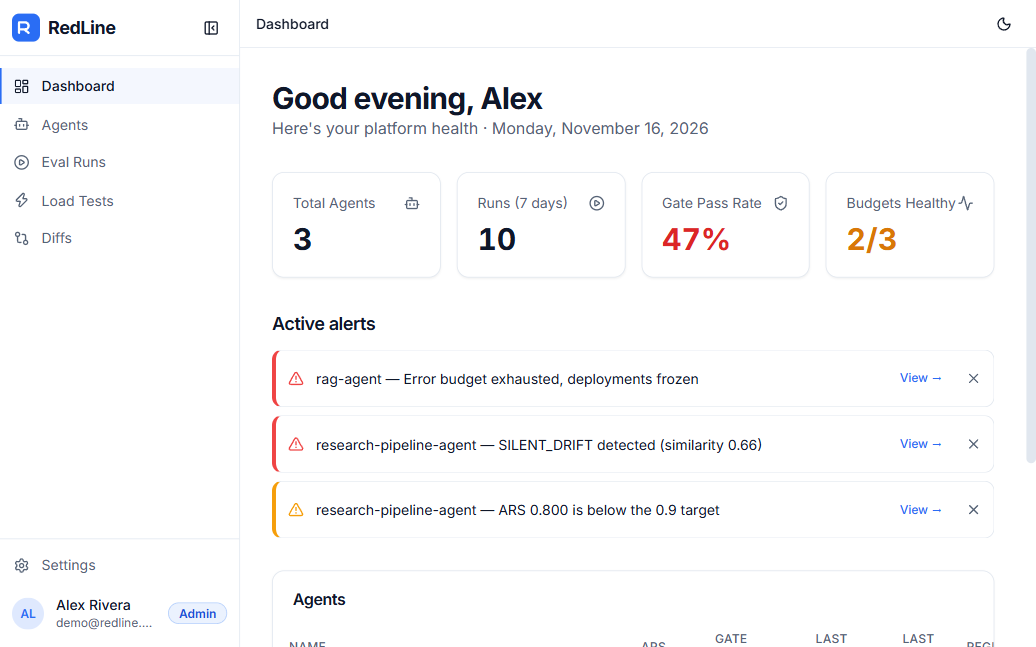 RedLine
Dashboard
Dashboard
Agents
Eval Runs
Load Tests
Diffs
Settings
AL
Alex Rivera
demo@redline....
Admin
Good evening, Alex
Here's your platform health · Monday, November 16, 2026
Total Agents
3
Runs (7 days)
10
Gate Pass Rate
47%
Budgets Healthy
2/3
Active alerts
rag-agent — Error budget exhausted, deployments frozen
View →
research-pipeline-agent — SILENT_DRIFT detected (similarity 0.66)
View →
research-pipeline-agent — ARS 0.800 is below the 0.9 target
View →
Agents
NAME
ARS
GATE
LAST
LAST